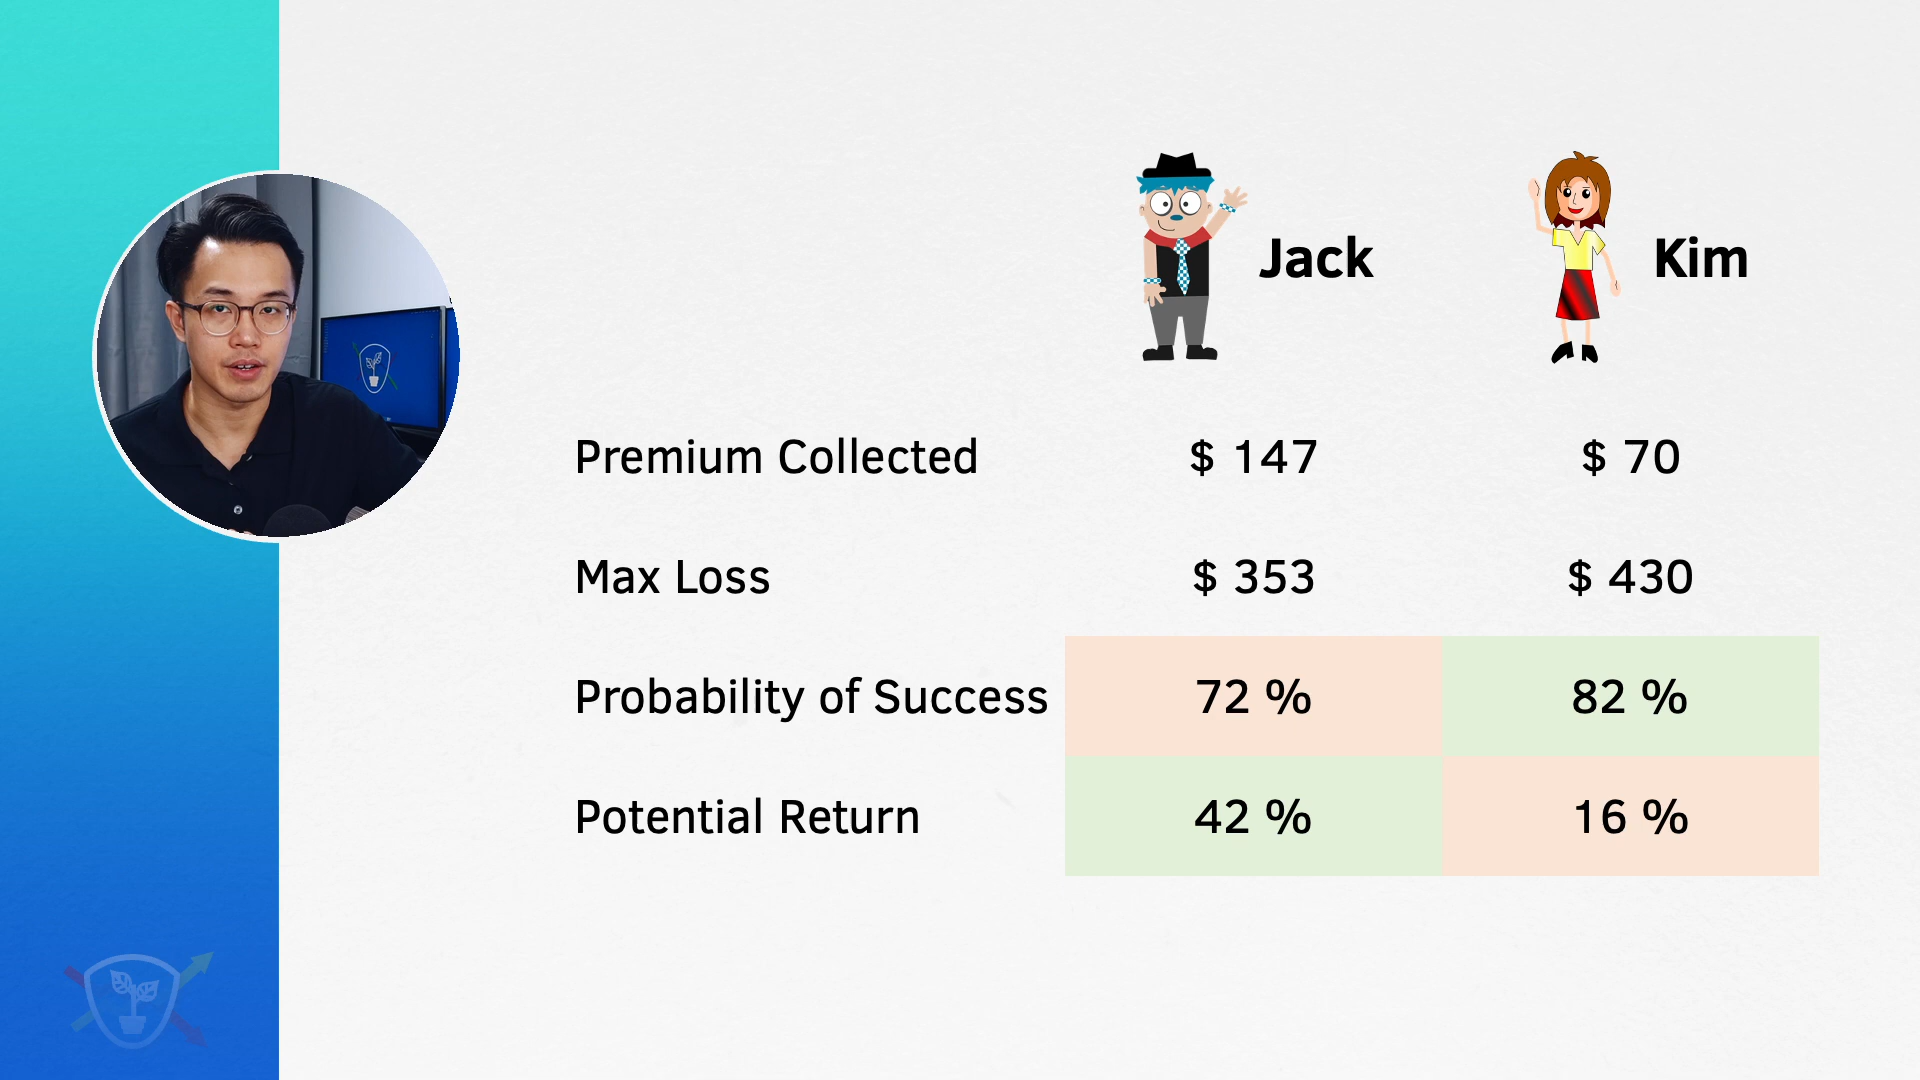 Jack Kim
Premium Collected $ 147 $ 70
Max Loss $ 353 $ 430
Probability of Success 72 % 82 %
Potential Return 42 % 16 %